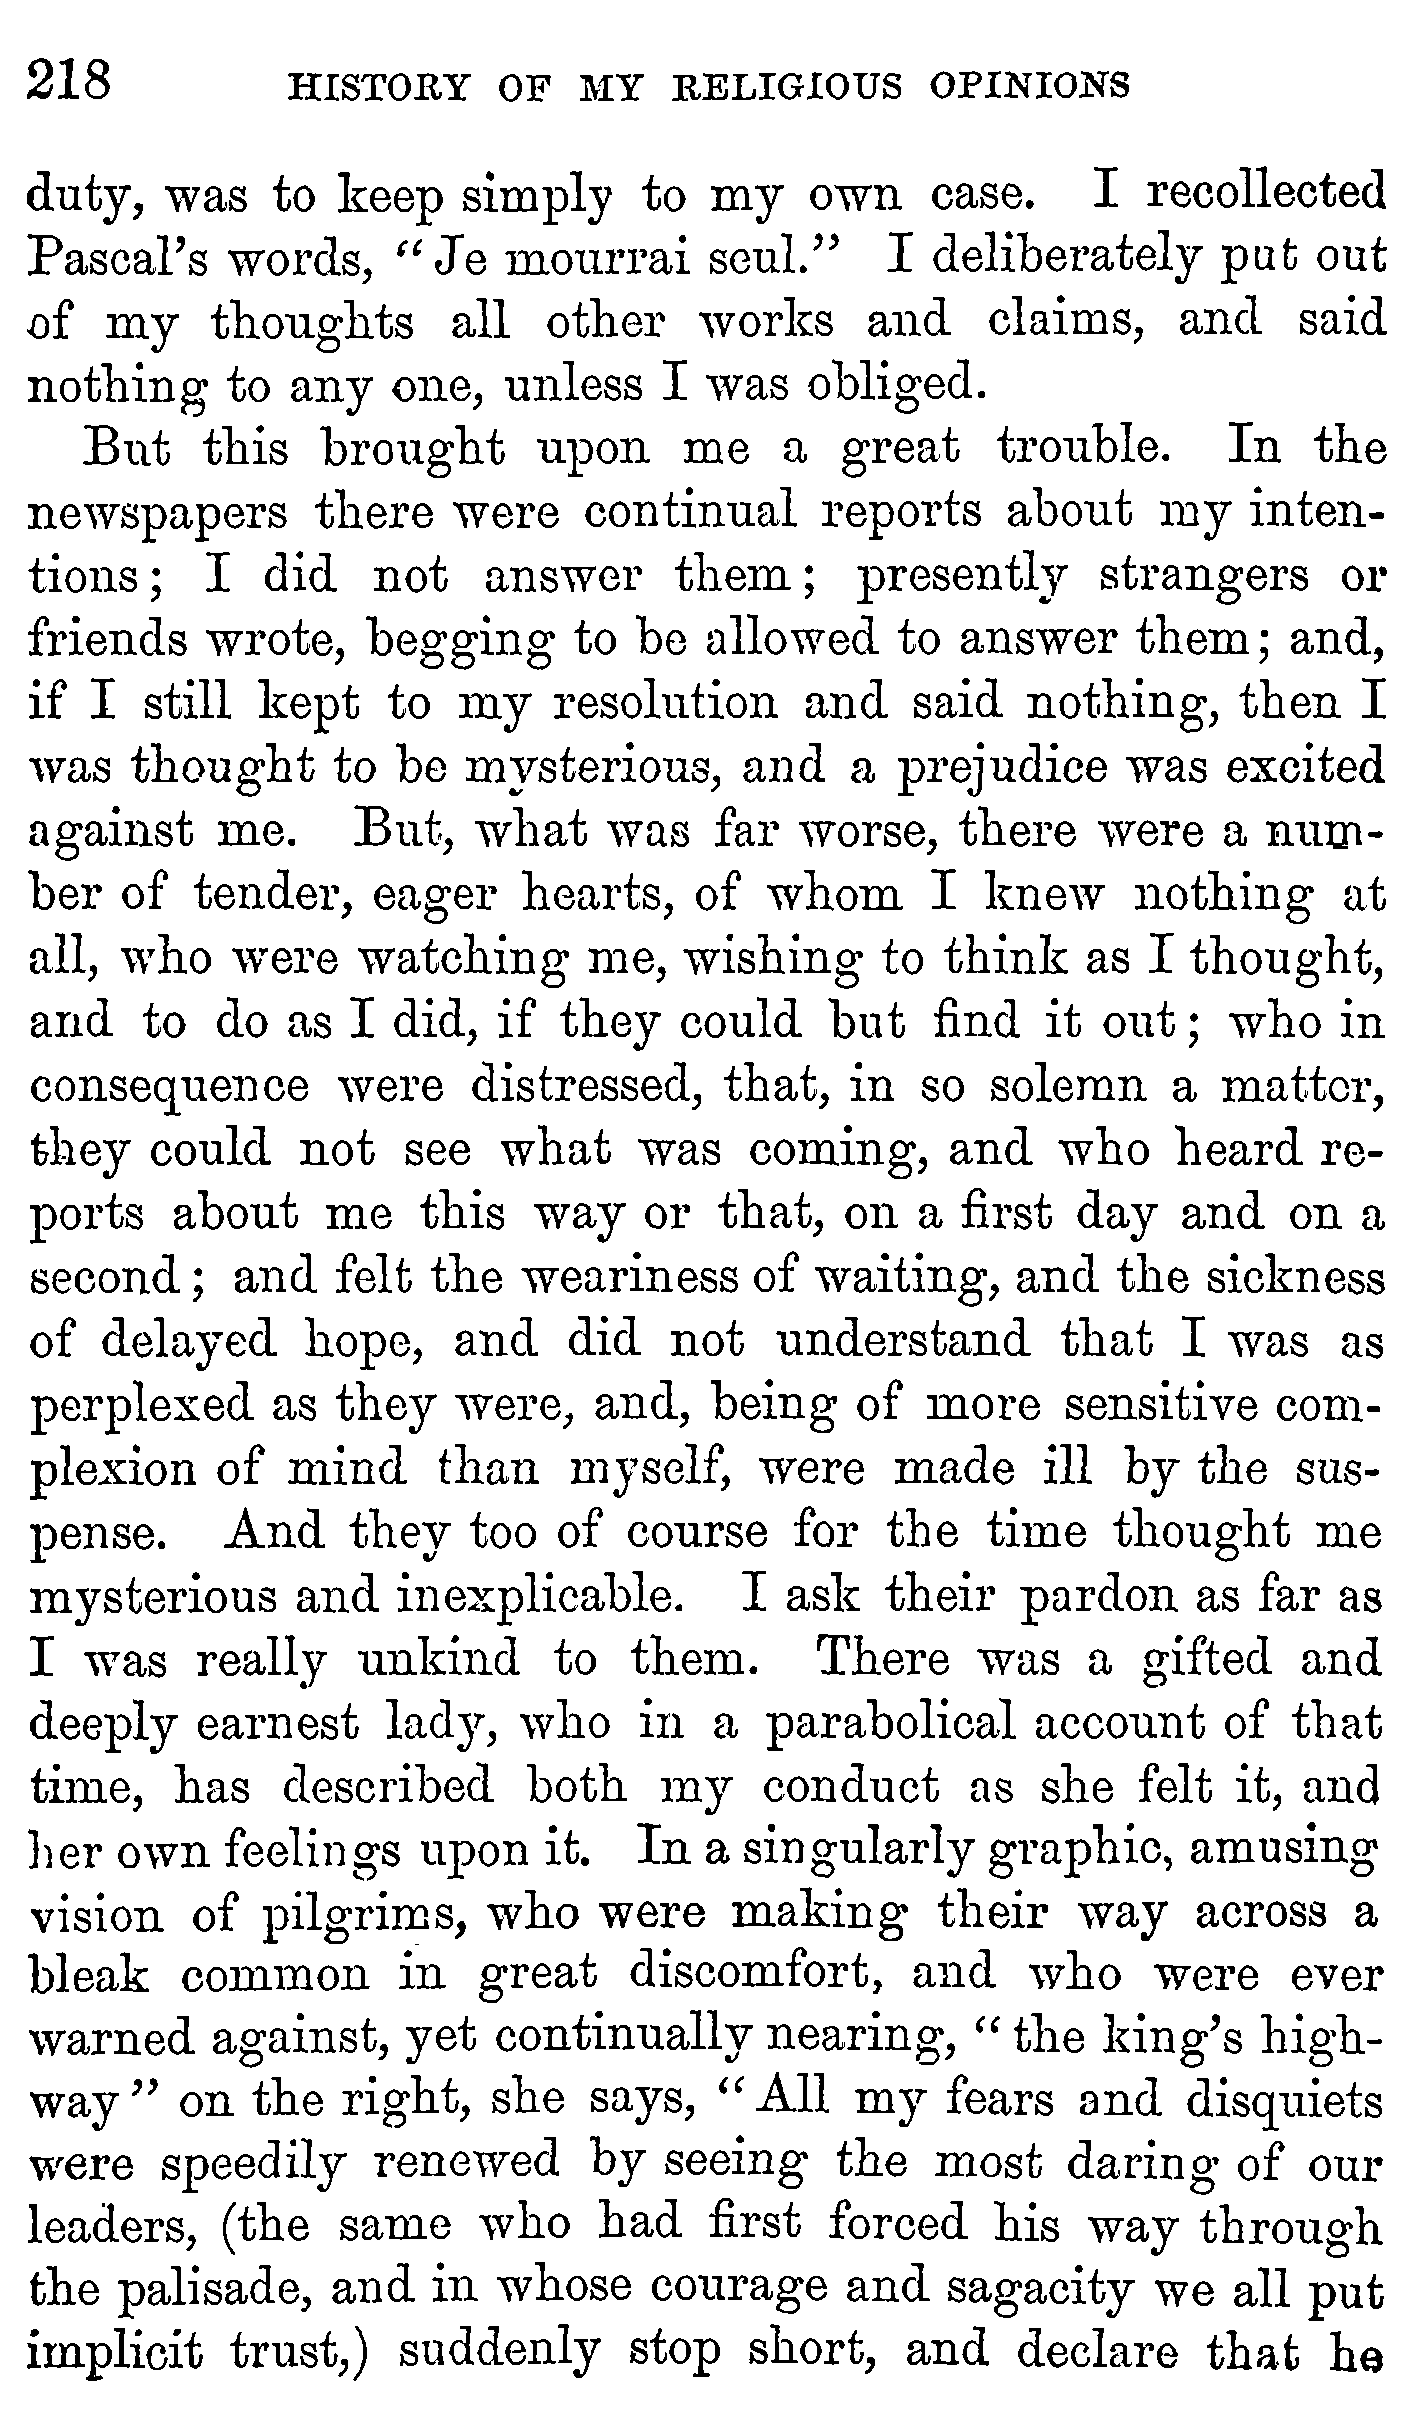 218 HISTORY OF MY RELIGIOUS OPINIONS
duty, was to keep simply to my own case. I recollected
Pascal's words, "Je mourrai seul." I deliberately put out
of my thoughts all other works and claims, and said
nothing to any one, unless I was obliged.
But this brought upon me a great trouble. In the
newspapers there were continual reports about my inten-
tions; I did not answer them; presently strangers or
friends wrote, begging to be allowed to answer them; and,
if I still kept to my resolution and said nothing, then I
was thought to be mysterious, and a prejudice was excited
against me. But, what was far worse, there were a num-
ber of tender, eager hearts, of whom I knew nothing at
all, who were watching me, wishing to think as I thought,
and to do as I did, if they could but find it out; who in
consequence were distressed, that, in so solemn a matter,
they could not see what was coming, and who heard re-
ports about me this way or that, on a first day and on a
second; and felt the weariness of waiting, and the sickness
of delayed hope, and did not understand that I was as
perplexed as they were, and, being of more sensitive com-
plexion of mind than myself, were made ill by the sus-
pense. And they too of course for the time thought me
mysterious and inexplicable. I ask their pardon as far as
I was really unkind to them. There was a gifted and
deeply earnest lady, who in a parabolical account of that
time, has described both my conduct as she felt it, and
her own feelings upon it. In a singularly graphic, amusing
vision of pilgrims, who were making their way across a
bleak common in great discomfort, and who were ever
warned against, yet continually nearing, "the king's high-
way" on the right, she says, "All my fears and disquiets
were speedily renewed by seeing the most daring of our
leaders, (the same who had first forced his way through
the palisade, and in whose courage and sagacity we all put
implicit trust,) suddenly stop short, and declare that he